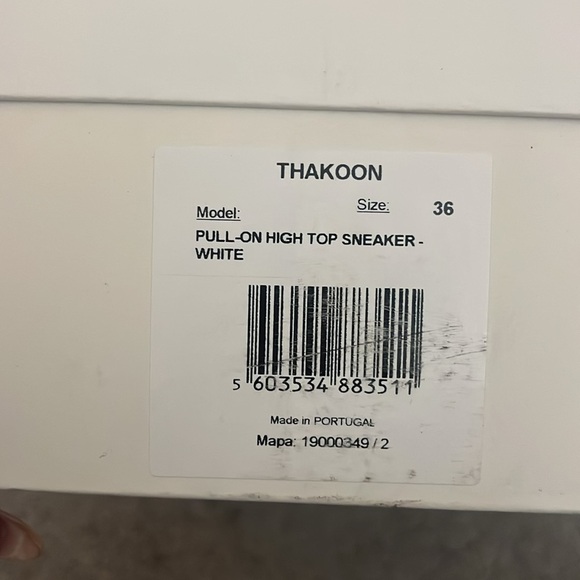 THAKOON
Size: 36
Model:
PULL-ON HIGH TOP SNEAKER -
WHITE
5 603534 883511
Made in PORTUGAL
Mapa: 19000349 / 2